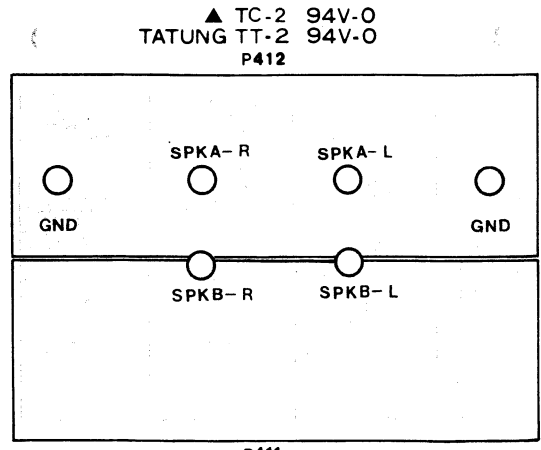 ▲ TC-2 94V-0
TATUNG TT-2 94V-0
P412
SPKA-R SPKA-L
GND GND
SPKB-R SPKB-L